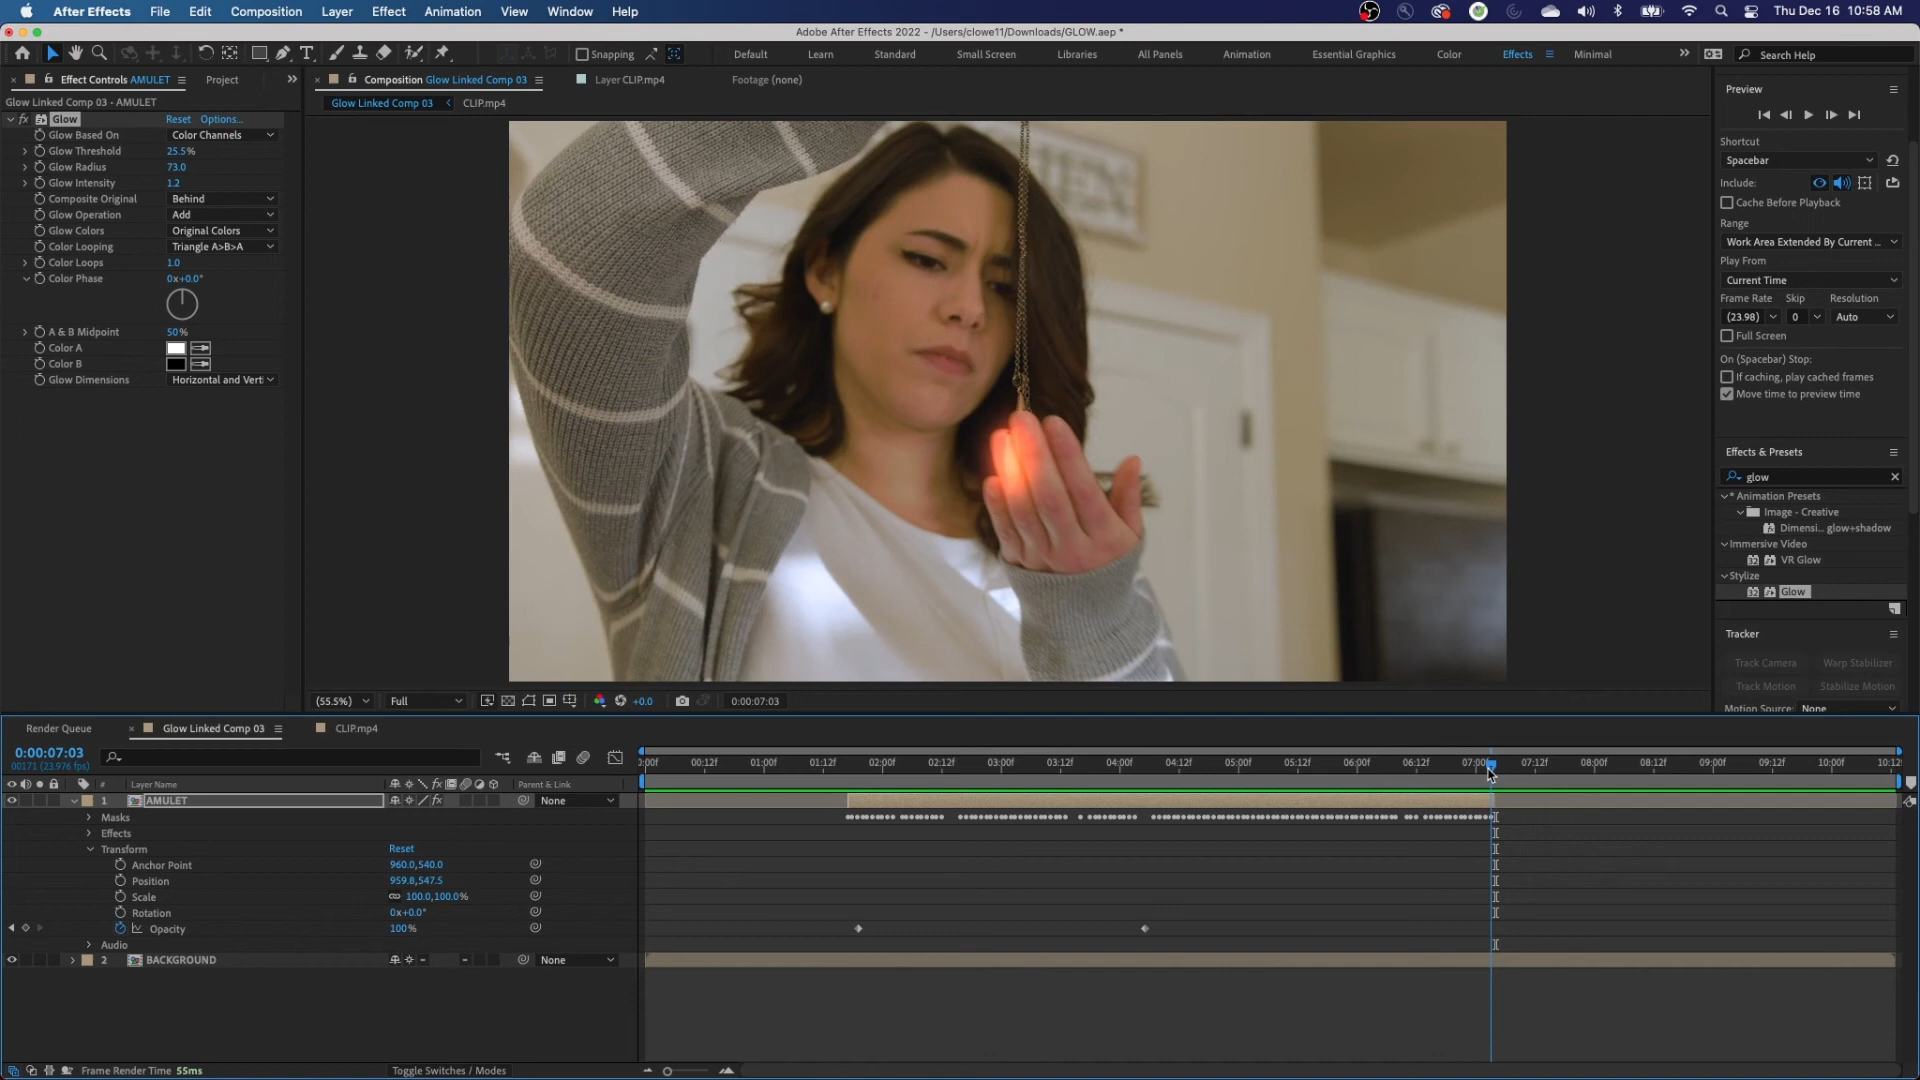 After Effects File Edit Composition Layer Effect Animation View Window Help Thu Dec 16 10:58 AM
Adobe After Effects 2022 - /Users/clowe11/Downloads/GLOW.aep *
Snapping Default Learn Standard Small Screen Libraries All Panels Animation Essential Graphics Color Effects Minimal Search Help
Effect Controls AMULET Project Composition Glow Linked Comp 03 Layer CLIP.mp4 Footage (none)
Glow Linked Comp 03 - AMULET
Glow Linked Comp 03 CLIP.mp4
fx Glow Reset Options...
Glow Based On Color Channels
Glow Threshold 25.5%
Glow Radius 73.0
Glow Intensity 1.2
Composite Original Behind
Glow Operation Add
Glow Colors Original Colors
Color Looping Triangle A>B>A
Color Loops 1.0
Color Phase 0x+0.0°
A & B Midpoint 50%
Color A
Color B
Glow Dimensions Horizontal and Verti
Preview
Shortcut
Spacebar
Include:
Cache Before Playback
Range
Work Area Extended By Current ...
Play From
Current Time
Frame Rate Skip Resolution
(23.98) 0 Auto
Full Screen
On (Spacebar) Stop:
If caching, play cached frames
Move time to preview time
Effects & Presets
glow
* Animation Presets
Image - Creative
Dimensi... glow+shadow
Immersive Video
VR Glow
Stylize
Glow
Tracker
Track Camera Warp Stabilizer
Track Motion Stabilize Motion
Motion Source: None
(55.5%) Full +0.0 0:00:07:03
Render Queue Glow Linked Comp 03 CLIP.mp4
0:00:07:03
00171 (23.976 fps)
:00f 00:12f 01:00f 01:12f 02:00f 02:12f 03:00f 03:12f 04:00f 04:12f 05:00f 05:12f 06:00f 06:12f 07:00f 07:12f 08:00f 08:12f 09:00f 09:12f 10:00f 10:12f
# Layer Name fx Parent & Link
1 AMULET fx None
Masks
Effects
Transform Reset
Anchor Point 960.0,540.0
Position 959.8,547.5
Scale 100.0,100.0%
Rotation 0x+0.0°
Opacity 100%
Audio
2 BACKGROUND None
Frame Render Time 55ms Toggle Switches / Modes